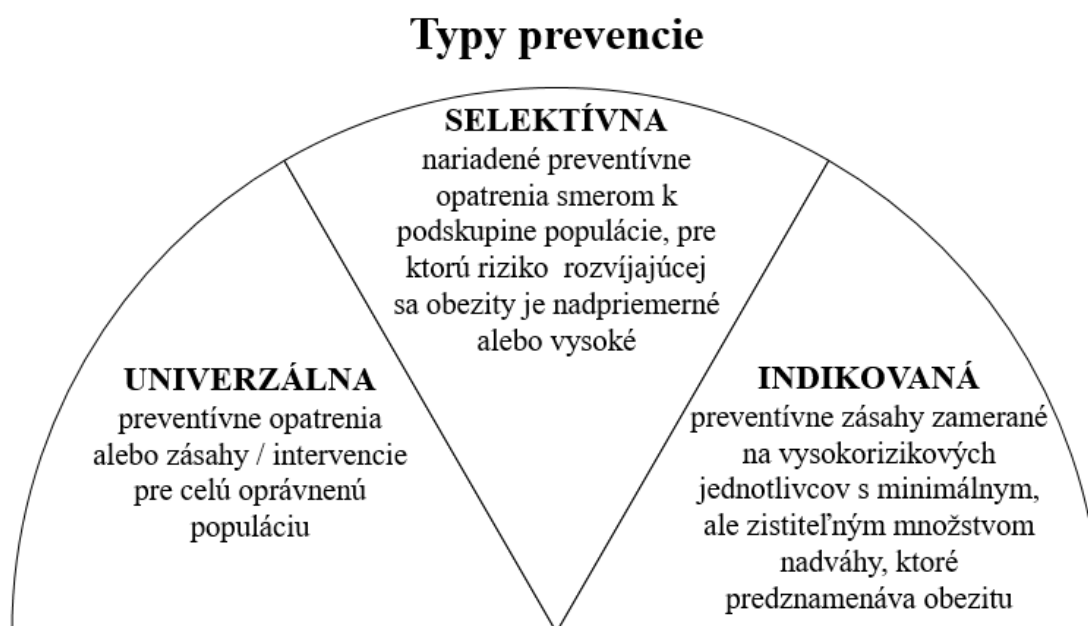 Typy prevencie
SELEKTÍVNA
nariadené preventívne
opatrenia smerom k
podskupine populácie, pre
ktorú riziko rozvíjajúcej
sa obezity je nadpriemerné
alebo vysoké
UNIVERZÁLNA
preventívne opatrenia
alebo zásahy / intervencie
pre celú oprávnenú
populáciu
INDIKOVANÁ
preventívne zásahy zamerané
na vysokorizikových
jednotlivcov s minimálnym,
ale zistiteľným množstvom
nadváhy, ktoré
predznamenáva obezitu